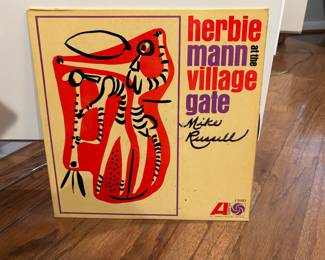 herbie
mann
at the
village
gate
Mike
Russell
A